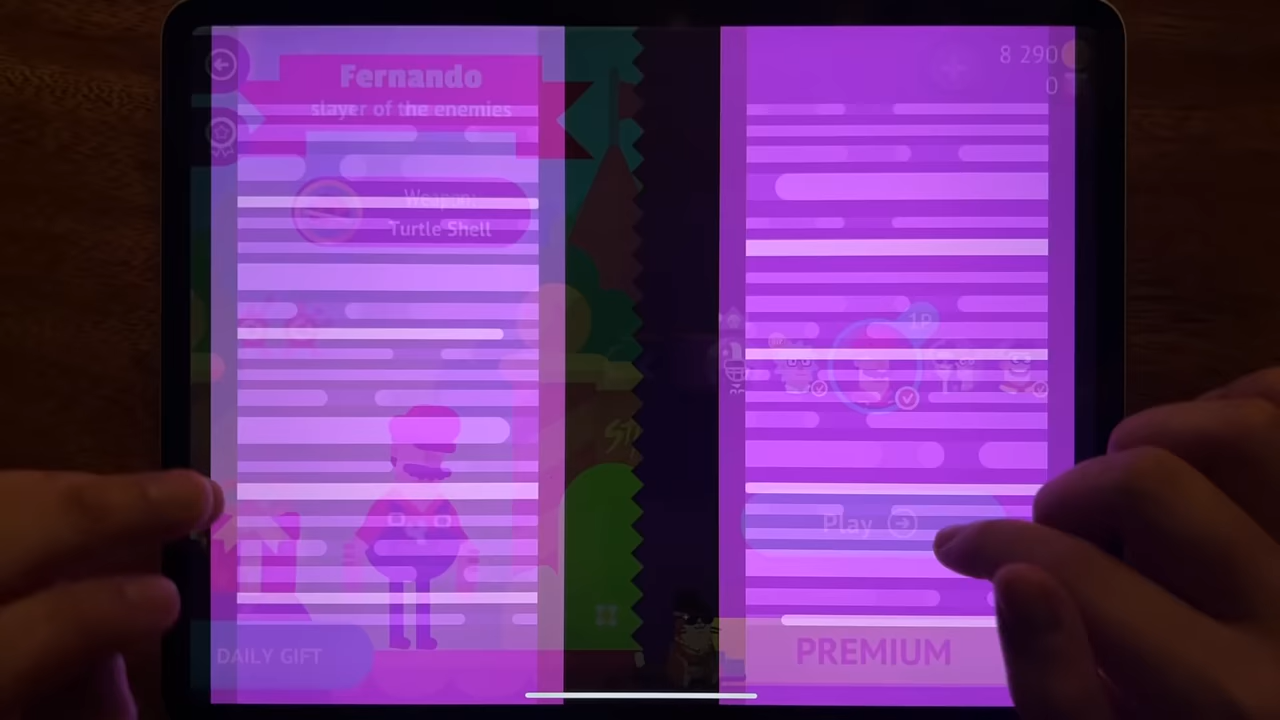 Fernando
slayer of the enemies
Weapon:
Turtle Shell
8 290
0
1P
Play
DAILY GIFT
PREMIUM